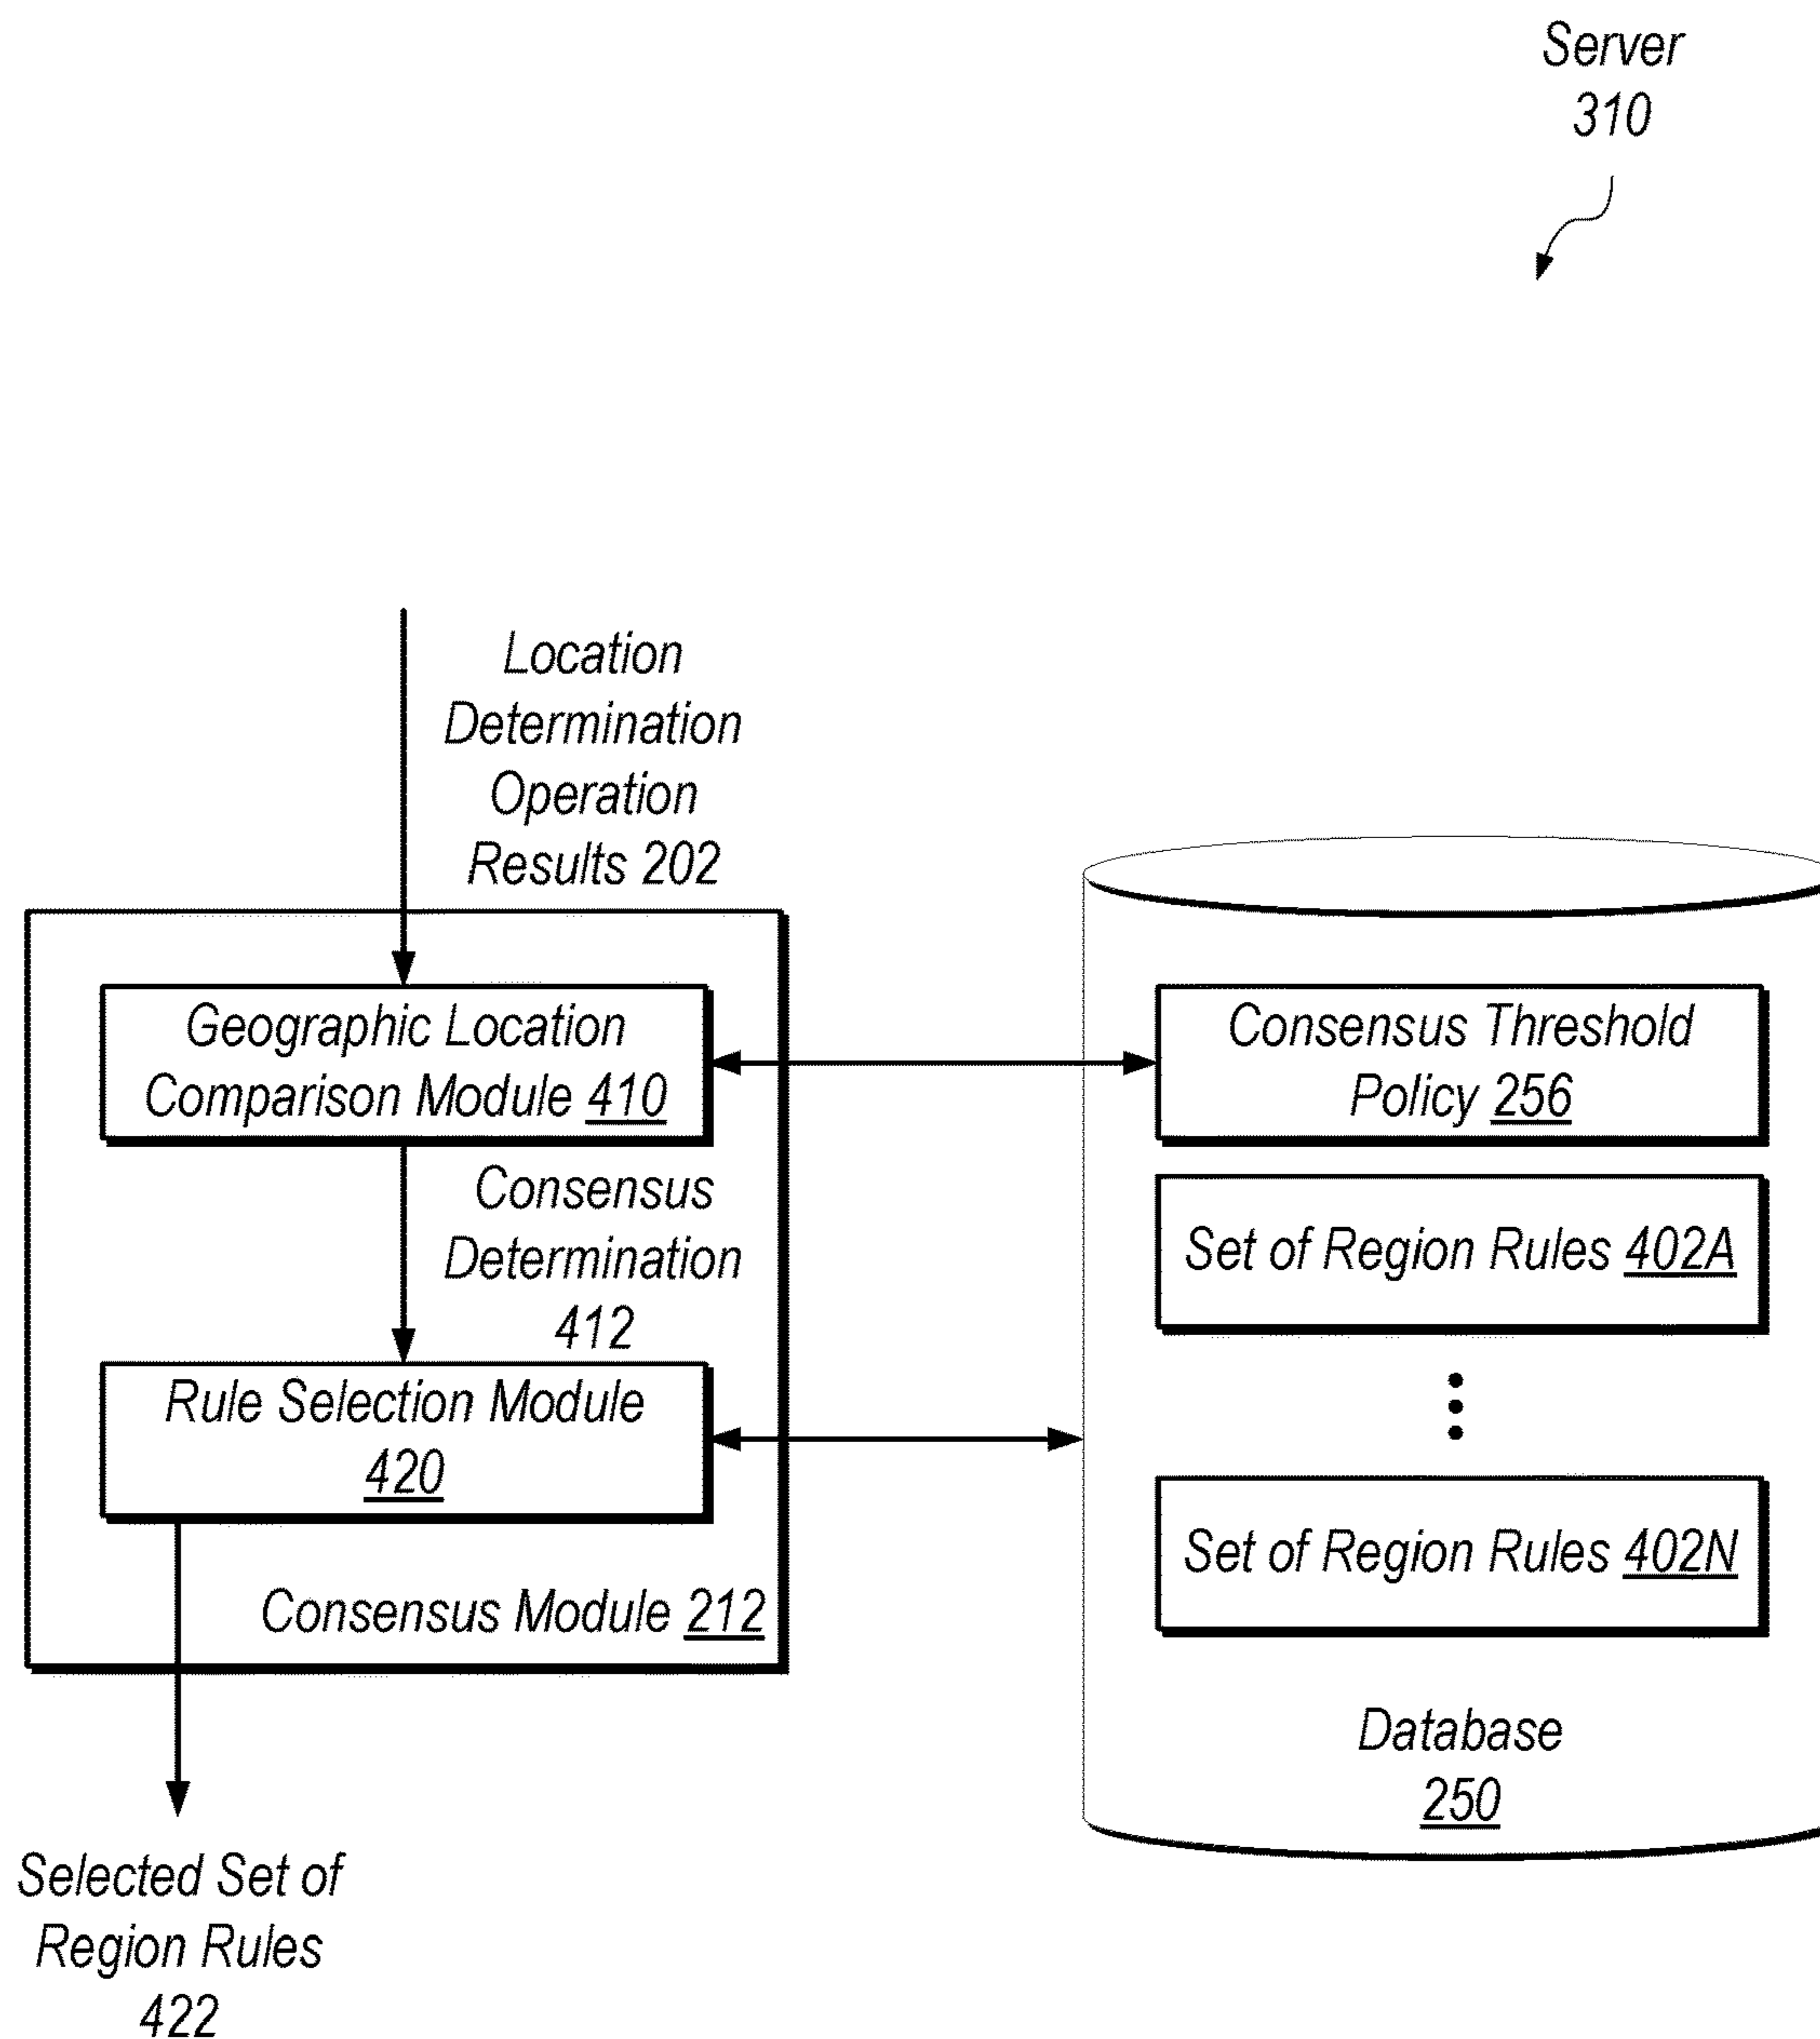 Server
310
Location
Determination
Operation
Results 202
Geographic Location
Comparison Module 410
Consensus
Determination
412
Rule Selection Module
420
Consensus Module 212
Selected Set of
Region Rules
422
Consensus Threshold
Policy 256
Set of Region Rules 402A
Set of Region Rules 402N
Database
250